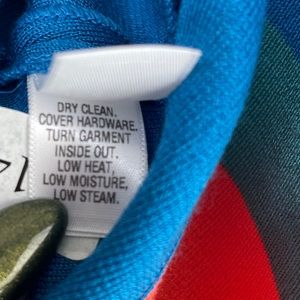 DRY CLEAN.
COVER HARDWARE.
TURN GARMENT
INSIDE OUT.
LOW HEAT,
LOW MOISTURE,
LOW STEAM.